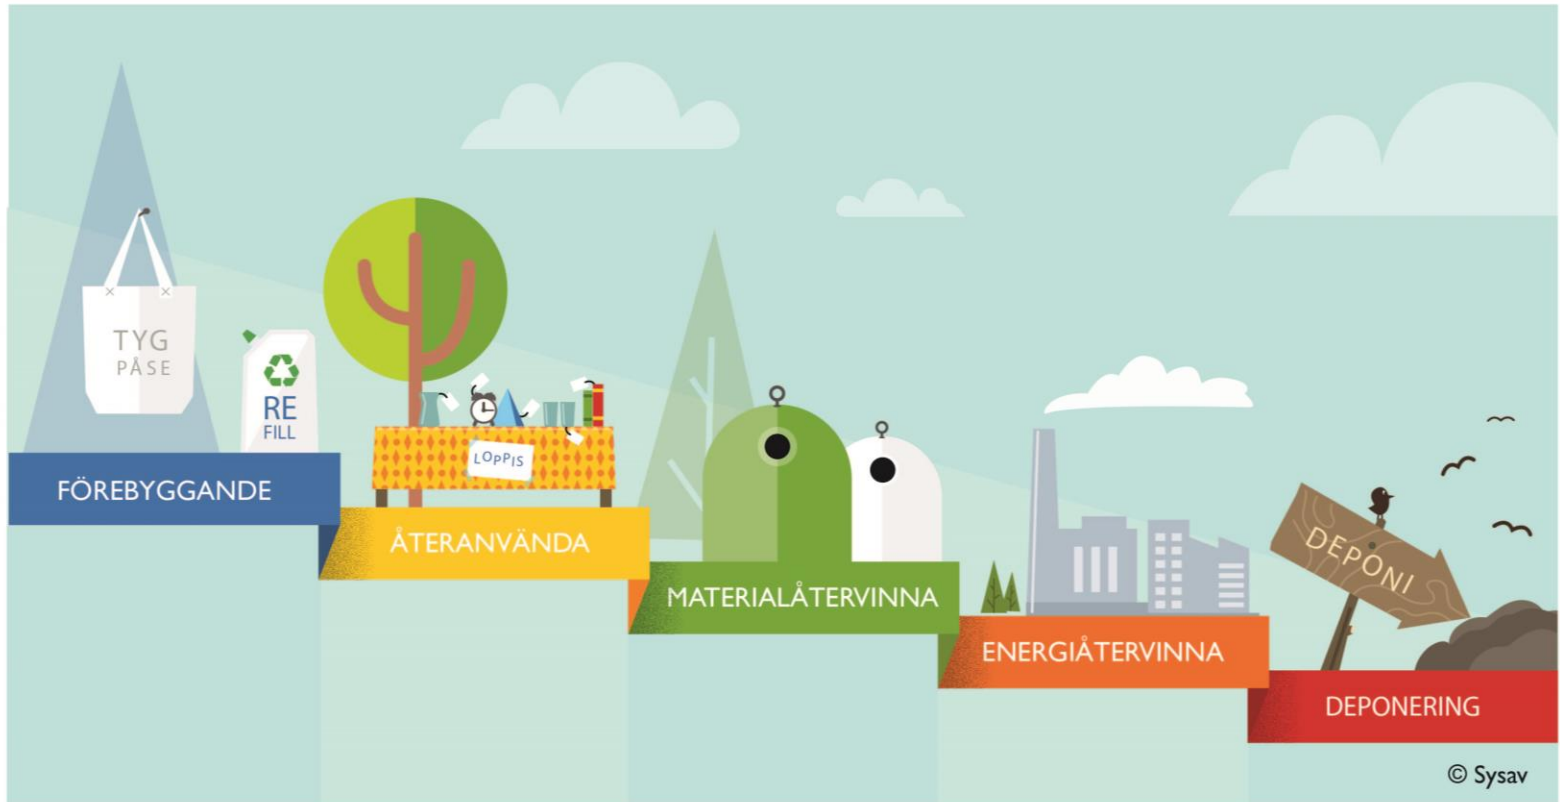 TYG
PÅSE
RE
FILL
FÖREBYGGANDE
LOPPIS
ÅTERANVÄNDA
MATERIALÅTERVINNA
ENERGIÅTERVINNA
DEPONI
DEPONERING
© Sysav